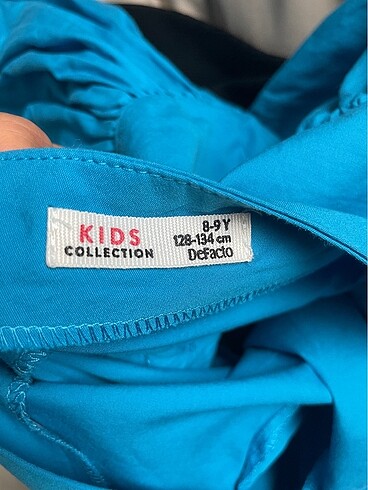 KIDS
COLLECTION
8-9 Y
128-134 cm
DeFacto